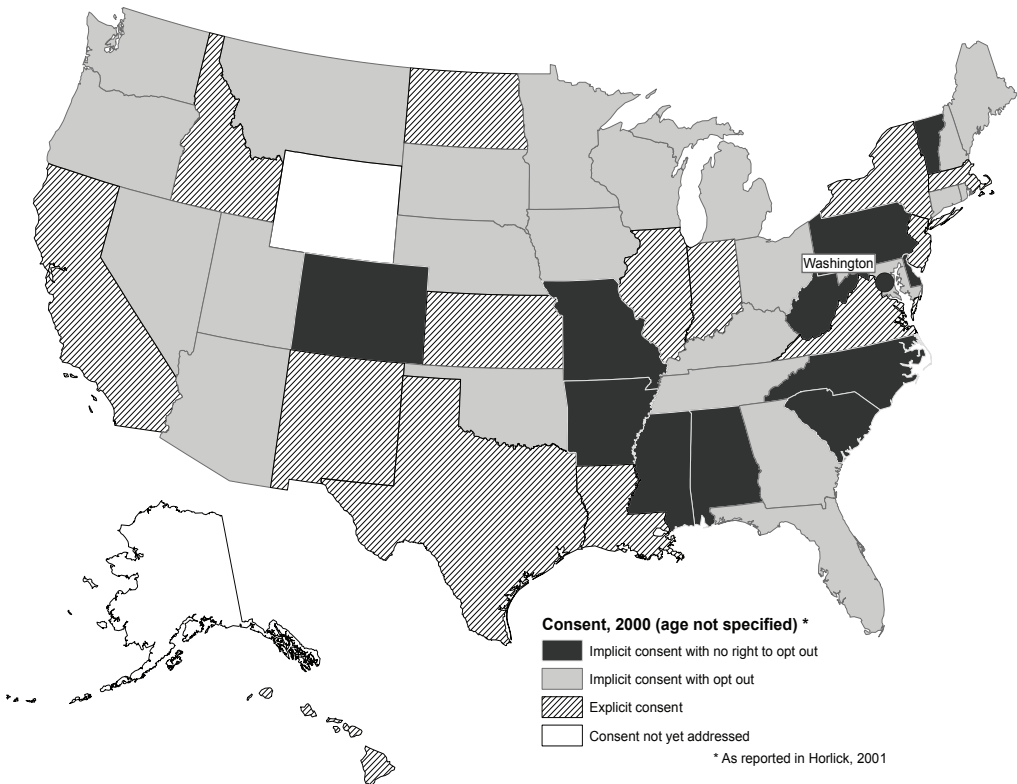 Washington
Consent, 2000 (age not specified) *
Implicit consent with no right to opt out
Implicit consent with opt out
Explicit consent
Consent not yet addressed
* As reported in Horlick, 2001